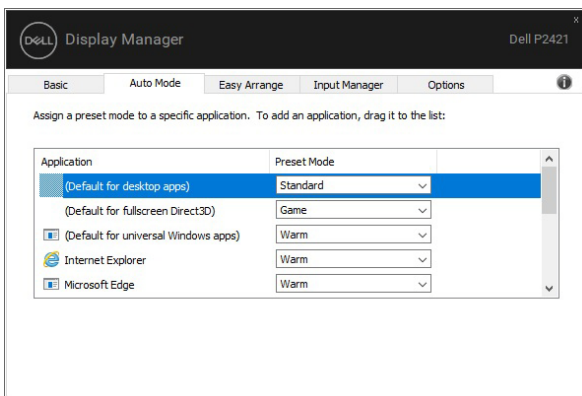 DELL Display Manager
Dell P2421
Basic Auto Mode Easy Arrange Input Manager Options
Assign a preset mode to a specific application. To add an application, drag it to the list:
Application Preset Mode
(Default for desktop apps) Standard
(Default for fullscreen Direct3D) Game
(Default for universal Windows apps) Warm
Internet Explorer Warm
Microsoft Edge Warm